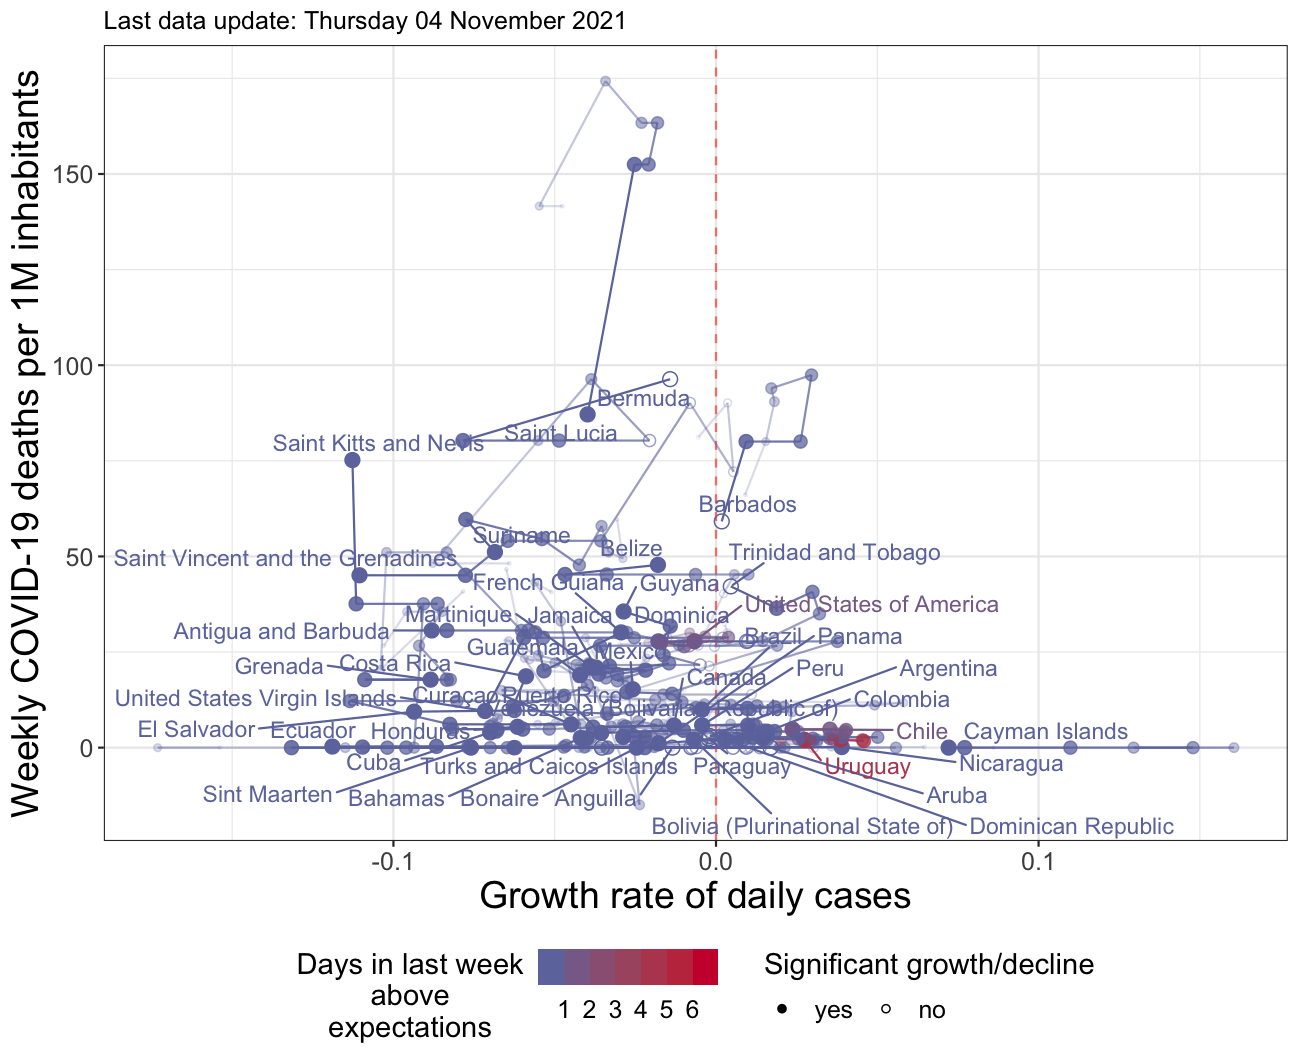 Last data update: Thursday 04 November 2021
Weekly COVID-19 deaths per 1M inhabitants
150
100
50
0
Bermuda
Saint Lucia
Saint Kitts and Nevis
Barbados
Suriname
Belize
Trinidad and Tobago
Saint Vincent and the Grenadines
French Guiana
Guyana
United States of America
Martinique
Jamaica
Dominica
Antigua and Barbuda
Guatemala
Mexico
Brazil
Panama
Grenada
Costa Rica
Canada
Peru
Argentina
United States Virgin Islands
Curacao
Puerto Rico
Venezuela (Bolivarian Republic of)
Colombia
El Salvador
Ecuador
Honduras
Chile
Cayman Islands
Cuba
Turks and Caicos Islands
Paraguay
Uruguay
Nicaragua
Sint Maarten
Bahamas
Bonaire
Anguilla
Aruba
Bolivia (Plurinational State of)
Dominican Republic
-0.1
0.0
0.1
Growth rate of daily cases
Days in last week
above
expectations
1 2 3 4 5 6
Significant growth/decline
yes
no